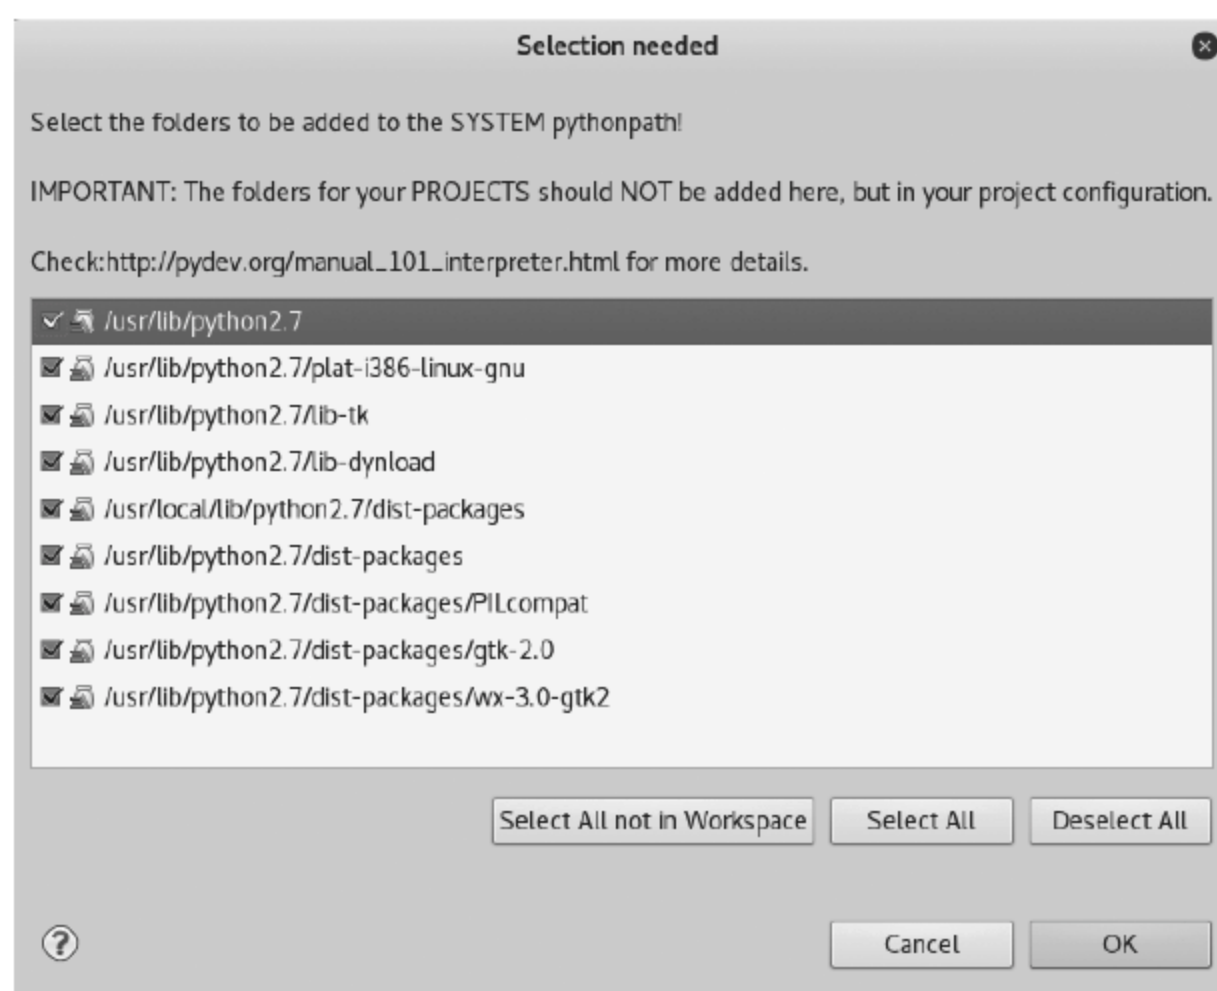 Selection needed
Select the folders to be added to the SYSTEM pythonpath!
IMPORTANT: The folders for your PROJECTS should NOT be added here, but in your project configuration.
Check:http://pydev.org/manual_101_interpreter.html for more details.
/usr/lib/python2.7
/usr/lib/python2.7/plat-i386-linux-gnu
/usr/lib/python2.7/lib-tk
/usr/lib/python2.7/lib-dynload
/usr/local/lib/python2.7/dist-packages
/usr/lib/python2.7/dist-packages
/usr/lib/python2.7/dist-packages/PILcompat
/usr/lib/python2.7/dist-packages/gtk-2.0
/usr/lib/python2.7/dist-packages/wx-3.0-gtk2
Select All not in Workspace Select All Deselect All
? Cancel OK